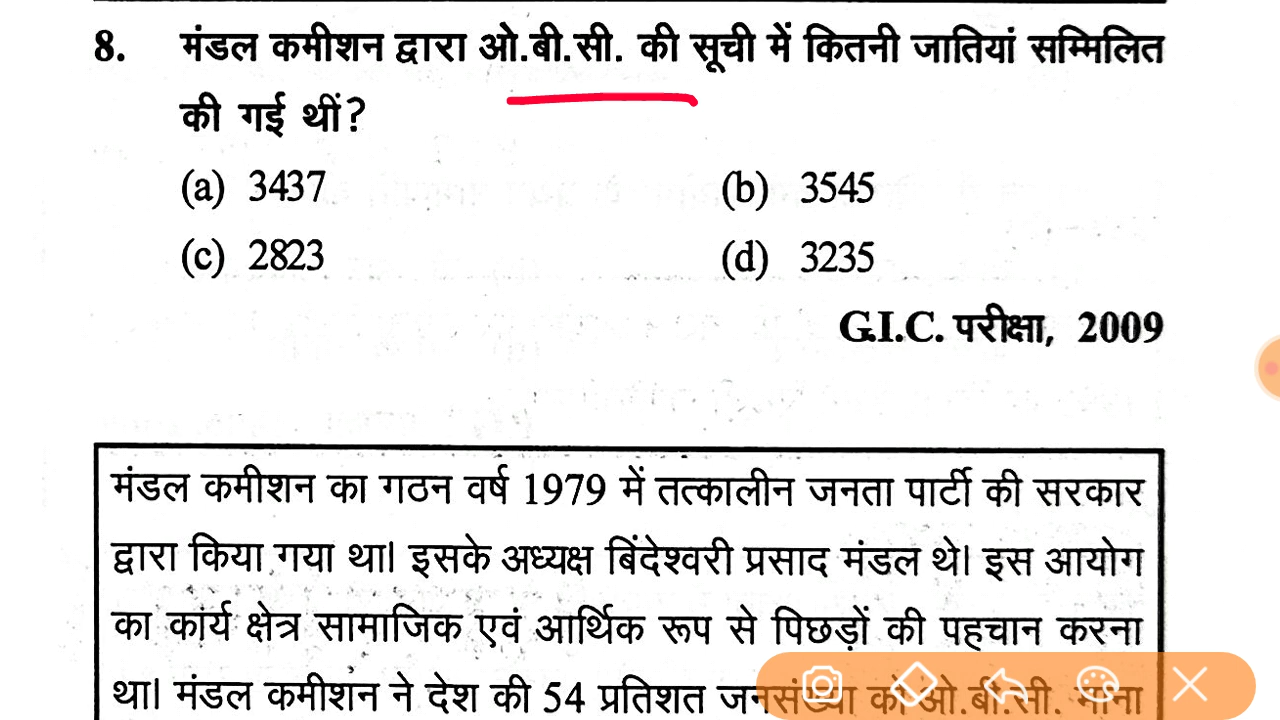 8. मंडल कमीशन द्वारा ओ.बी.सी. की सूची में कितनी जातियां सम्मिलित
की गई थीं?
(a) 3437 (b) 3545
(c) 2823 (d) 3235
G.I.C. परीक्षा, 2009
मंडल कमीशन का गठन वर्ष 1979 में तत्कालीन जनता पार्टी की सरकार
द्वारा किया गया था। इसके अध्यक्ष बिंदेश्वरी प्रसाद मंडल थे। इस आयोग
का कार्य क्षेत्र सामाजिक एवं आर्थिक रूप से पिछड़ों की पहचान करना
था। मंडल कमीशन ने देश की 54 प्रतिशत जनसंख्या को ओ.बी.सी. माना